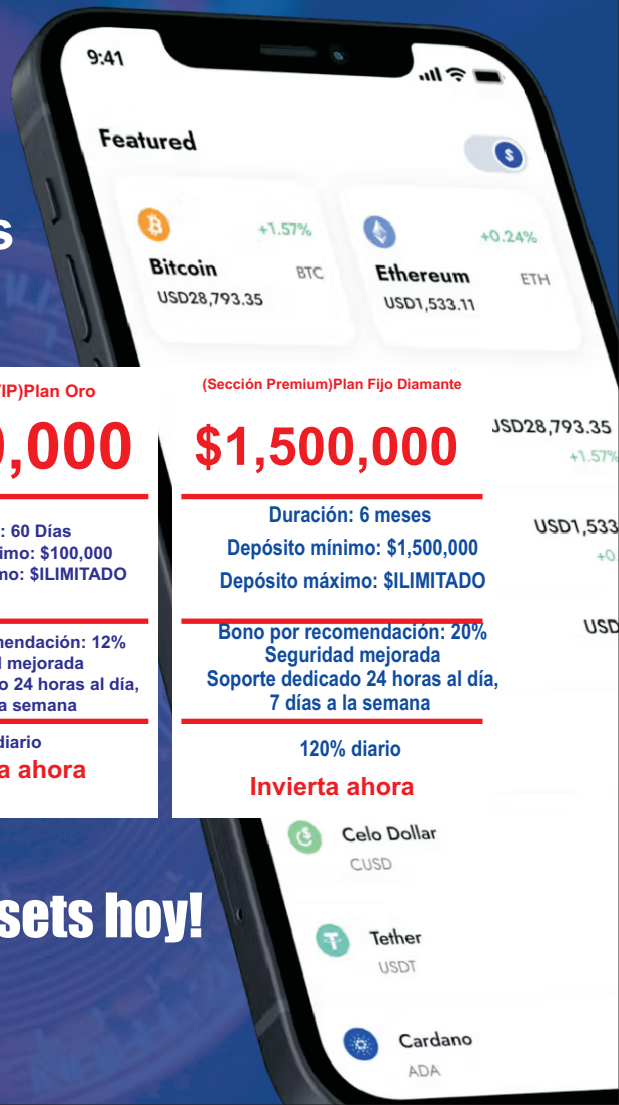 9:41
Featured
$
+1.57%
Bitcoin
BTC
USD28,793.35
+0.24%
Ethereum
ETH
USD1,533.11
s
IP)Plan Oro
0,000
: 60 Días
imo: $100,000
mo: $ILIMITADO
mendación: 12%
d mejorada
o 24 horas al día,
a semana
diario
a ahora
(Sección Premium)Plan Fijo Diamante
$1,500,000
Duración: 6 meses
Depósito mínimo: $1,500,000
Depósito máximo: $ILIMITADO
Bono por recomendación: 20%
Seguridad mejorada
Soporte dedicado 24 horas al día,
7 días a la semana
120% diario
Invierta ahora
JSD28,793.35
+1.57%
USD1,533
+0.
USD
Celo Dollar
CUSD
sets hoy!
Tether
USDT
Cardano
ADA